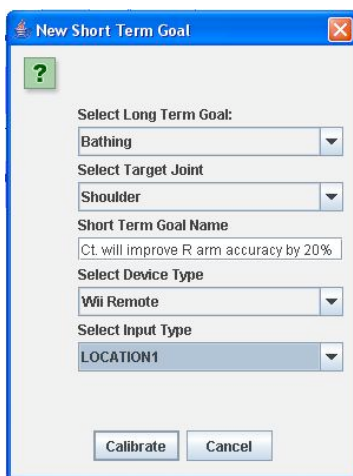 New Short Term Goal
?
Select Long Term Goal:
Bathing
Select Target Joint
Shoulder
Short Term Goal Name
Ct. will improve R arm accuracy by 20%
Select Device Type
Wii Remote
Select Input Type
LOCATION1
Calibrate Cancel